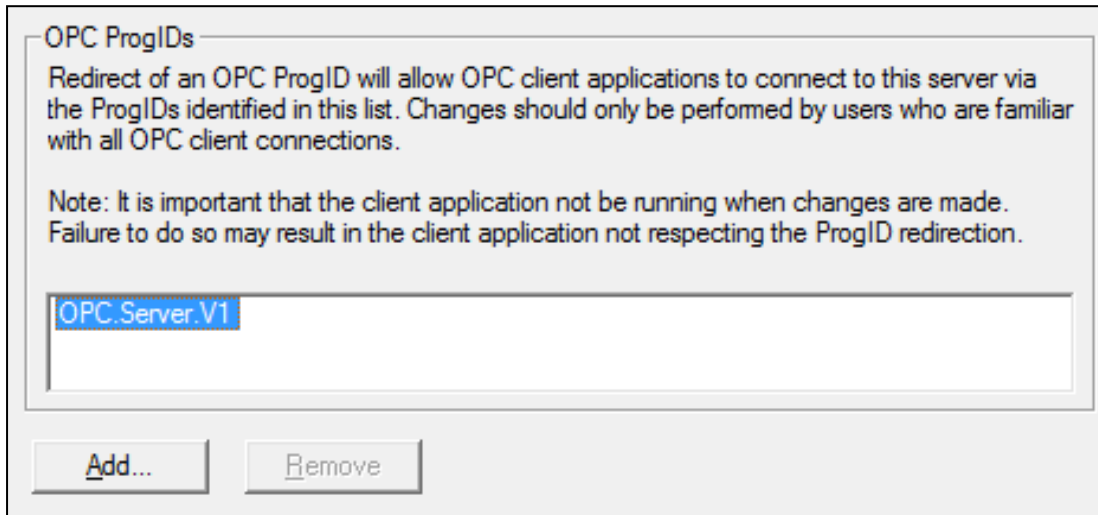 OPC ProgIDs
Redirect of an OPC ProgID will allow OPC client applications to connect to this server via
the ProgIDs identified in this list. Changes should only be performed by users who are familiar
with all OPC client connections.
Note: It is important that the client application not be running when changes are made.
Failure to do so may result in the client application not respecting the ProgID redirection.
OPC.Server.V1
Add... Remove